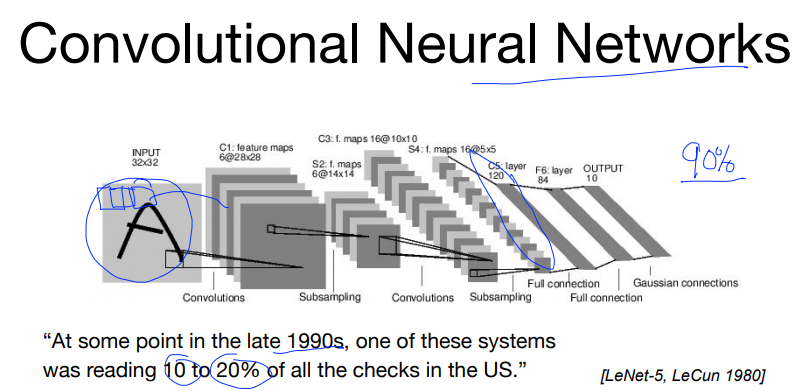 Convolutional Neural Networks
90%
INPUT
32x32
C1: feature maps
6@28x28
S2: f. maps
6@14x14
C3: f. maps 16@10x10
S4: f. maps 16@5x5
C5: layer
120
F6: layer
84
OUTPUT
10
A
Convolutions
Subsampling
Convolutions
Subsampling
Full connection
Full connection
Gaussian connections
“At some point in the late 1990s, one of these systems
was reading 10 to 20% of all the checks in the US.”
[LeNet-5, LeCun 1980]